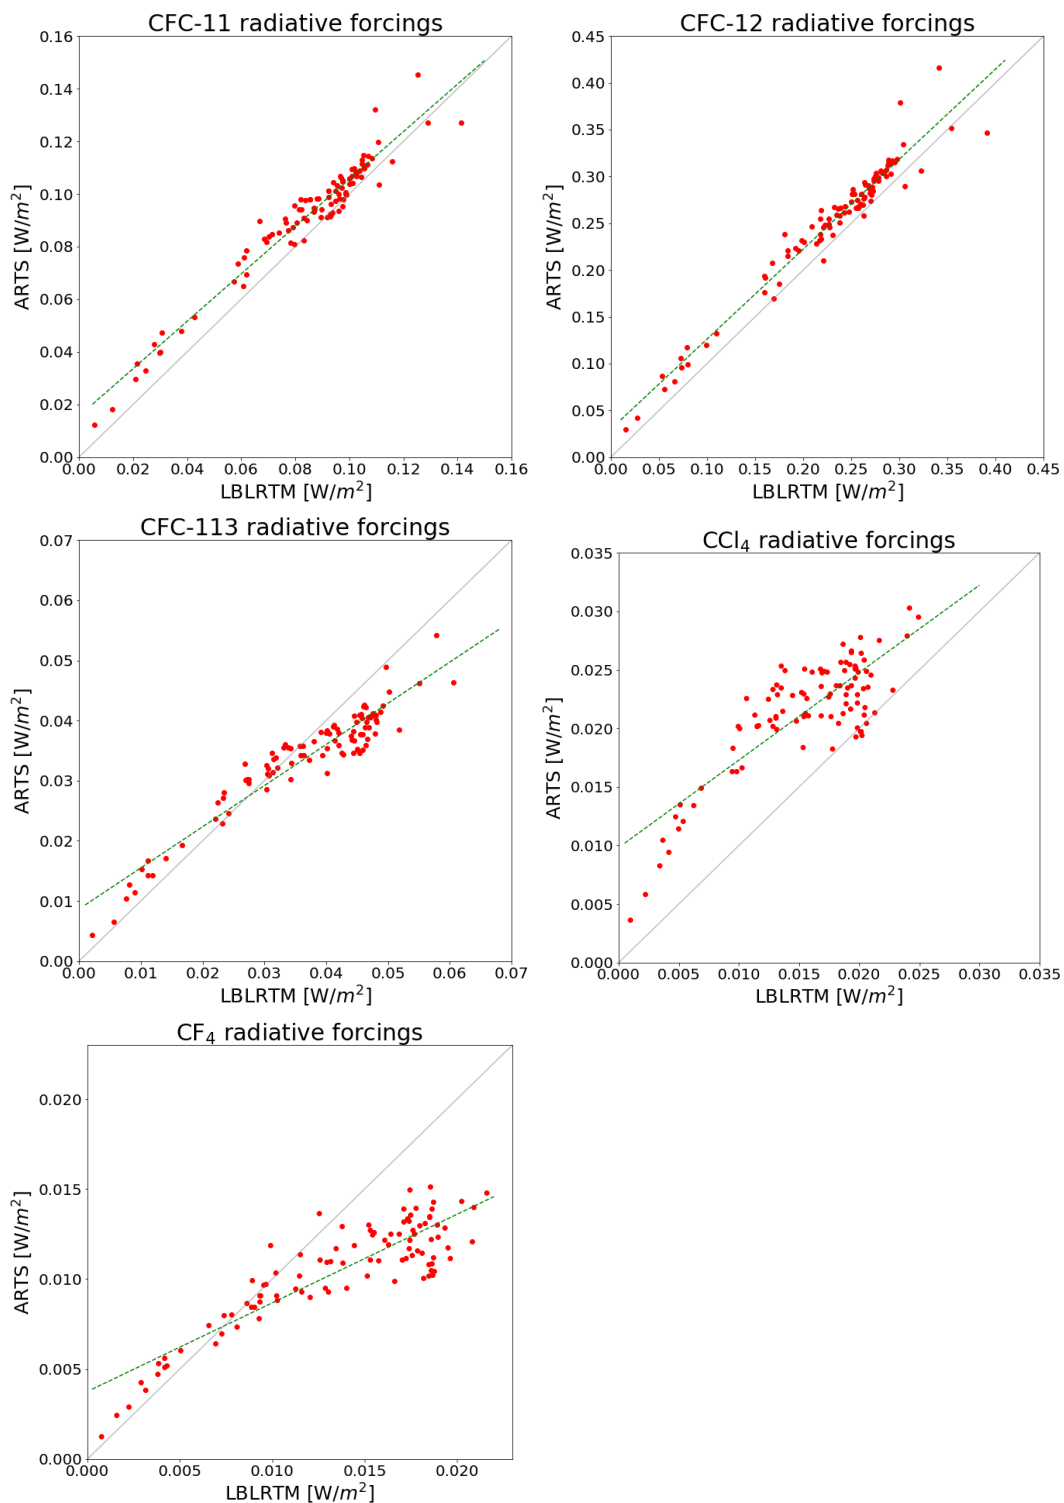 CFC-11 radiative forcings
0.16
0.14
0.12
0.10
0.08
0.06
0.04
0.02
0.00
ARTS [W/m²]
0.00 0.02 0.04 0.06 0.08 0.10 0.12 0.14 0.16
LBLRTM [W/m²]
CFC-12 radiative forcings
0.45
0.40
0.35
0.30
0.25
0.20
0.15
0.10
0.05
0.00
ARTS [W/m²]
0.00 0.05 0.10 0.15 0.20 0.25 0.30 0.35 0.40 0.45
LBLRTM [W/m²]
CFC-113 radiative forcings
0.07
0.06
0.05
0.04
0.03
0.02
0.01
0.00
ARTS [W/m²]
0.00 0.01 0.02 0.03 0.04 0.05 0.06 0.07
LBLRTM [W/m²]
CCl₄ radiative forcings
0.035
0.030
0.025
0.020
0.015
0.010
0.005
0.000
ARTS [W/m²]
0.000 0.005 0.010 0.015 0.020 0.025 0.030 0.035
LBLRTM [W/m²]
CF₄ radiative forcings
0.020
0.015
0.010
0.005
0.000
ARTS [W/m²]
0.000 0.005 0.010 0.015 0.020
LBLRTM [W/m²]